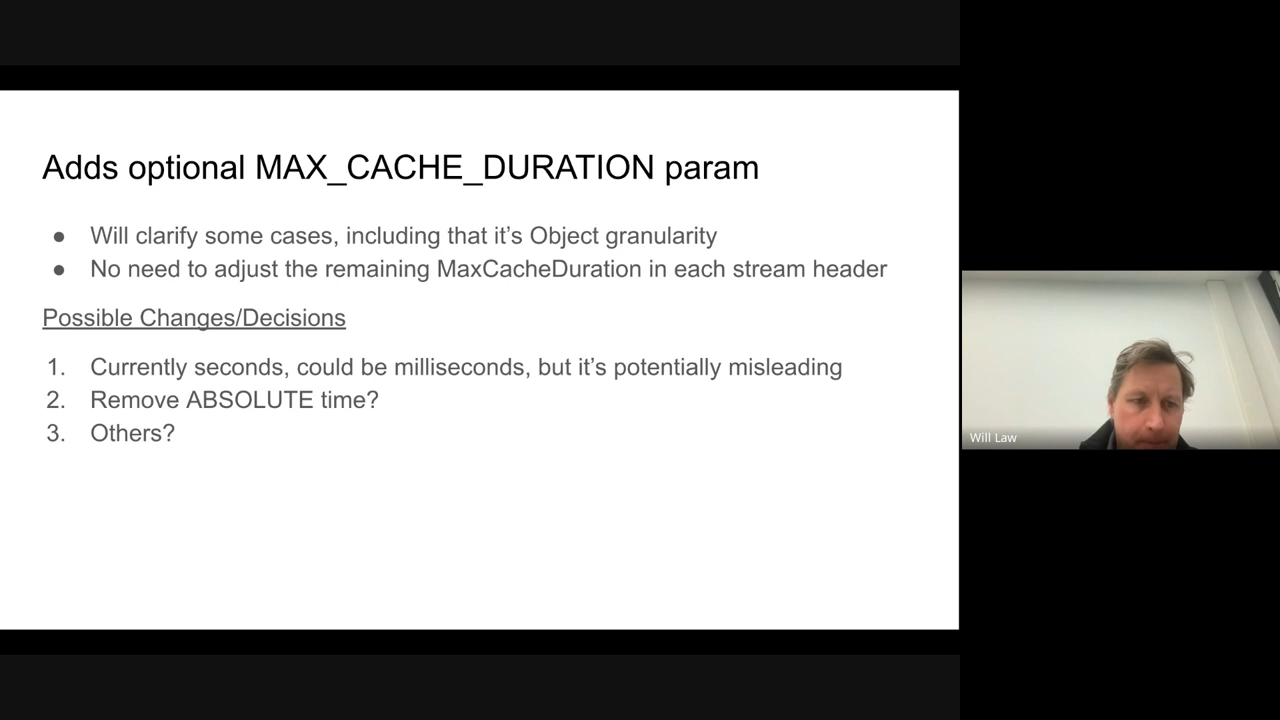 Adds optional MAX_CACHE_DURATION param
● Will clarify some cases, including that it’s Object granularity
● No need to adjust the remaining MaxCacheDuration in each stream header
Possible Changes/Decisions
1. Currently seconds, could be milliseconds, but it’s potentially misleading
2. Remove ABSOLUTE time?
3. Others?
Will Law